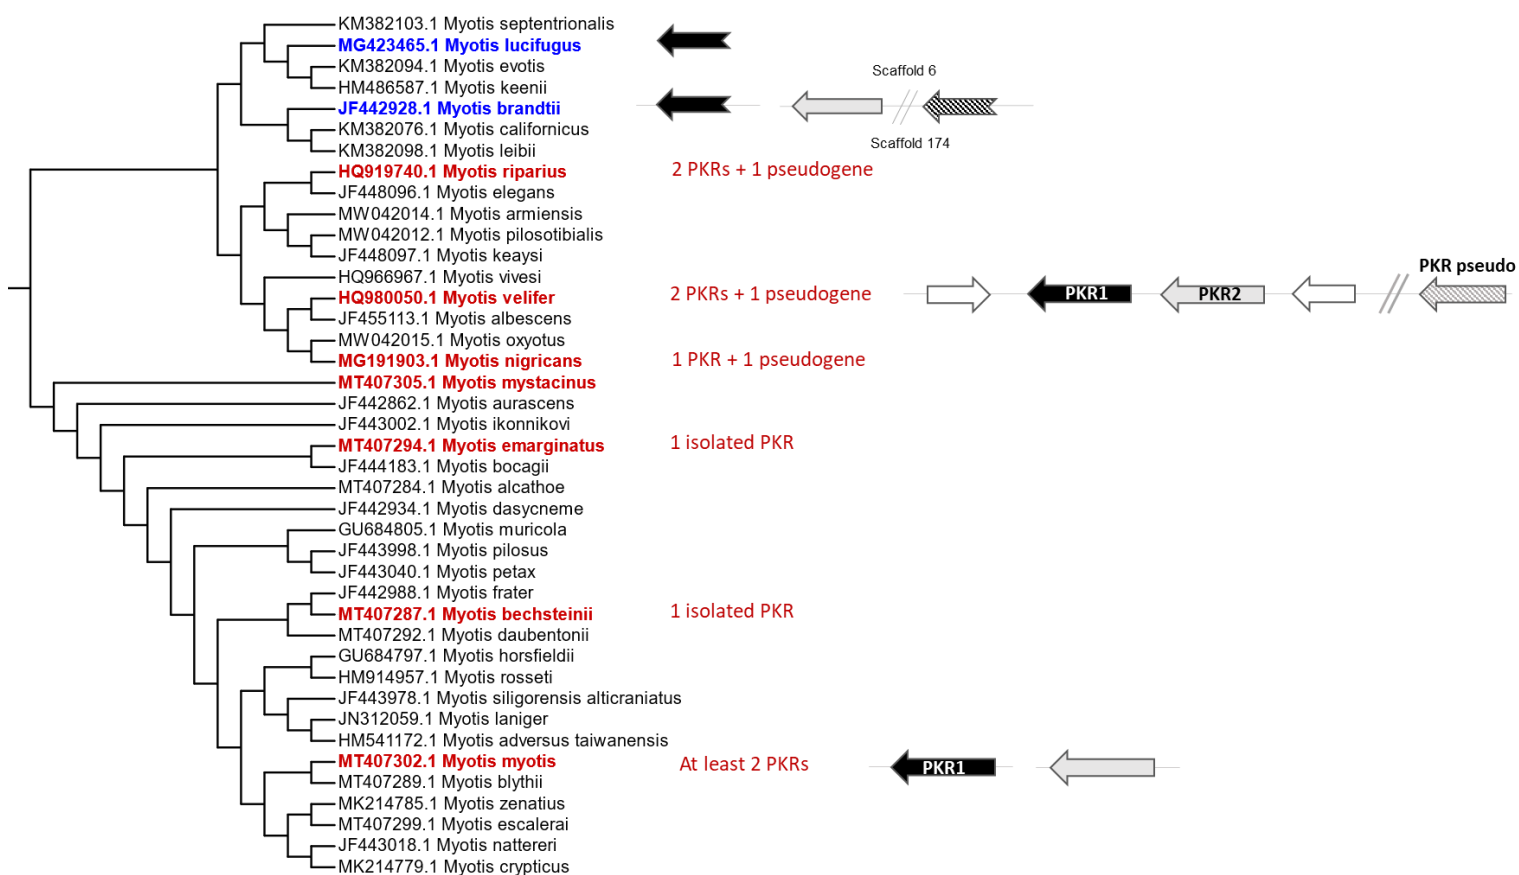 KM382103.1 Myotis septentrionalis
MG423465.1 Myotis lucifugus
KM382094.1 Myotis evotis
Scaffold 6
HM486587.1 Myotis keenii
JF442928.1 Myotis brandtii
KM382076.1 Myotis californicus
Scaffold 174
KM382098.1 Myotis leibii
HQ919740.1 Myotis riparius 2 PKRs + 1 pseudogene
JF448096.1 Myotis elegans
MW042014.1 Myotis armiensis
MW042012.1 Myotis pilosotibialis
JF448097.1 Myotis keaysi
PKR pseudo
HQ966967.1 Myotis vivesi
HQ980050.1 Myotis velifer 2 PKRs + 1 pseudogene PKR1 PKR2
JF455113.1 Myotis albescens
MW042015.1 Myotis oxyotus
MG191903.1 Myotis nigricans 1 PKR + 1 pseudogene
MT407305.1 Myotis mystacinus
JF442862.1 Myotis aurascens
JF443002.1 Myotis ikonnikovi
MT407294.1 Myotis emarginatus 1 isolated PKR
JF444183.1 Myotis bocagii
MT407284.1 Myotis alcathoe
JF442934.1 Myotis dasycneme
GU684805.1 Myotis muricola
JF443998.1 Myotis pilosus
JF443040.1 Myotis petax
JF442988.1 Myotis frater
MT407287.1 Myotis bechsteinii 1 isolated PKR
MT407292.1 Myotis daubentonii
GU684797.1 Myotis horsfieldii
HM914957.1 Myotis rosseti
JF443978.1 Myotis siligorensis alticraniatus
JN312059.1 Myotis laniger
HM541172.1 Myotis adversus taiwanensis
MT407302.1 Myotis myotis At least 2 PKRs PKR1
MT407289.1 Myotis blythii
MK214785.1 Myotis zenatius
MT407299.1 Myotis escalerai
JF443018.1 Myotis nattereri
MK214779.1 Myotis crypticus